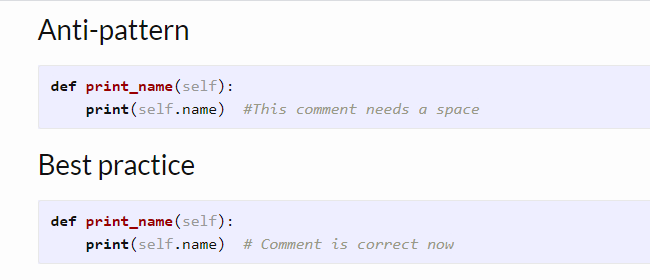 Anti-pattern
def print_name(self):
    print(self.name)  #This comment needs a space
Best practice
def print_name(self):
    print(self.name)  # Comment is correct now